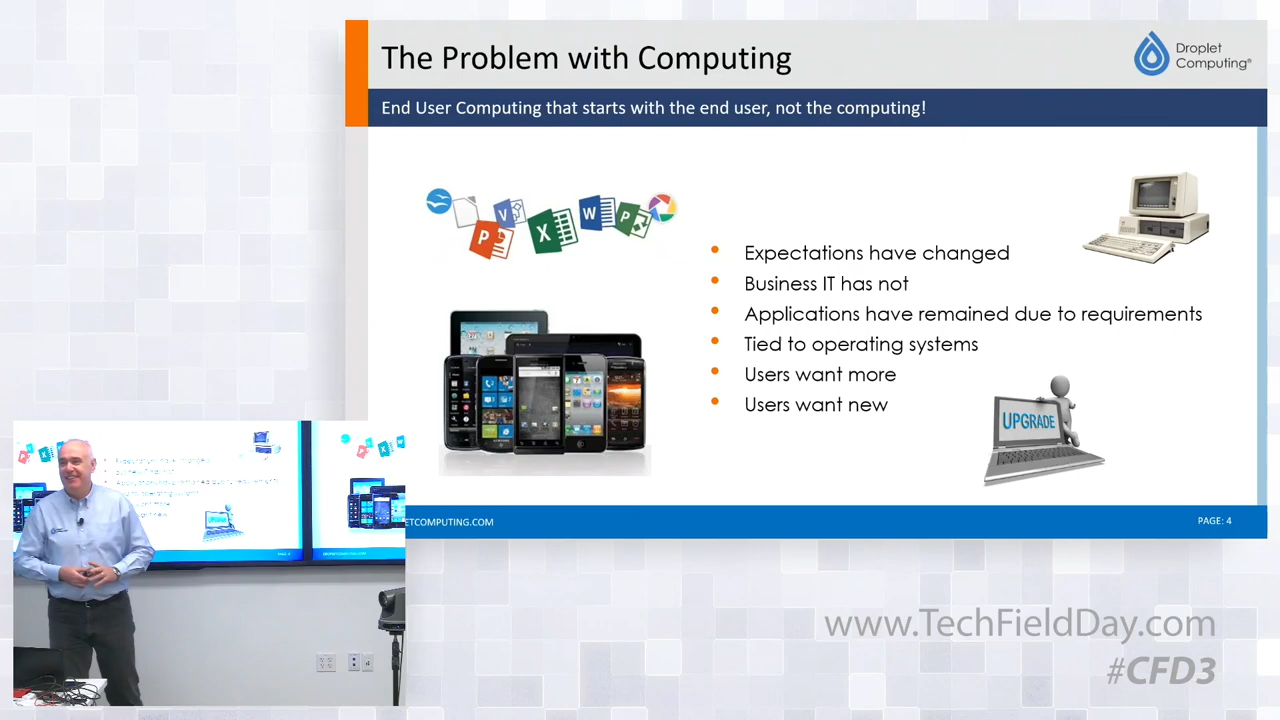 The Problem with Computing
Droplet
Computing®
End User Computing that starts with the end user, not the computing!
P
V
X
W
P
Expectations have changed
Business IT has not
Applications have remained due to requirements
Tied to operating systems
Users want more
Users want new
UPGRADE
ETCOMPUTING.COM
PAGE: 4
www.TechFieldDay.com
#CFD3